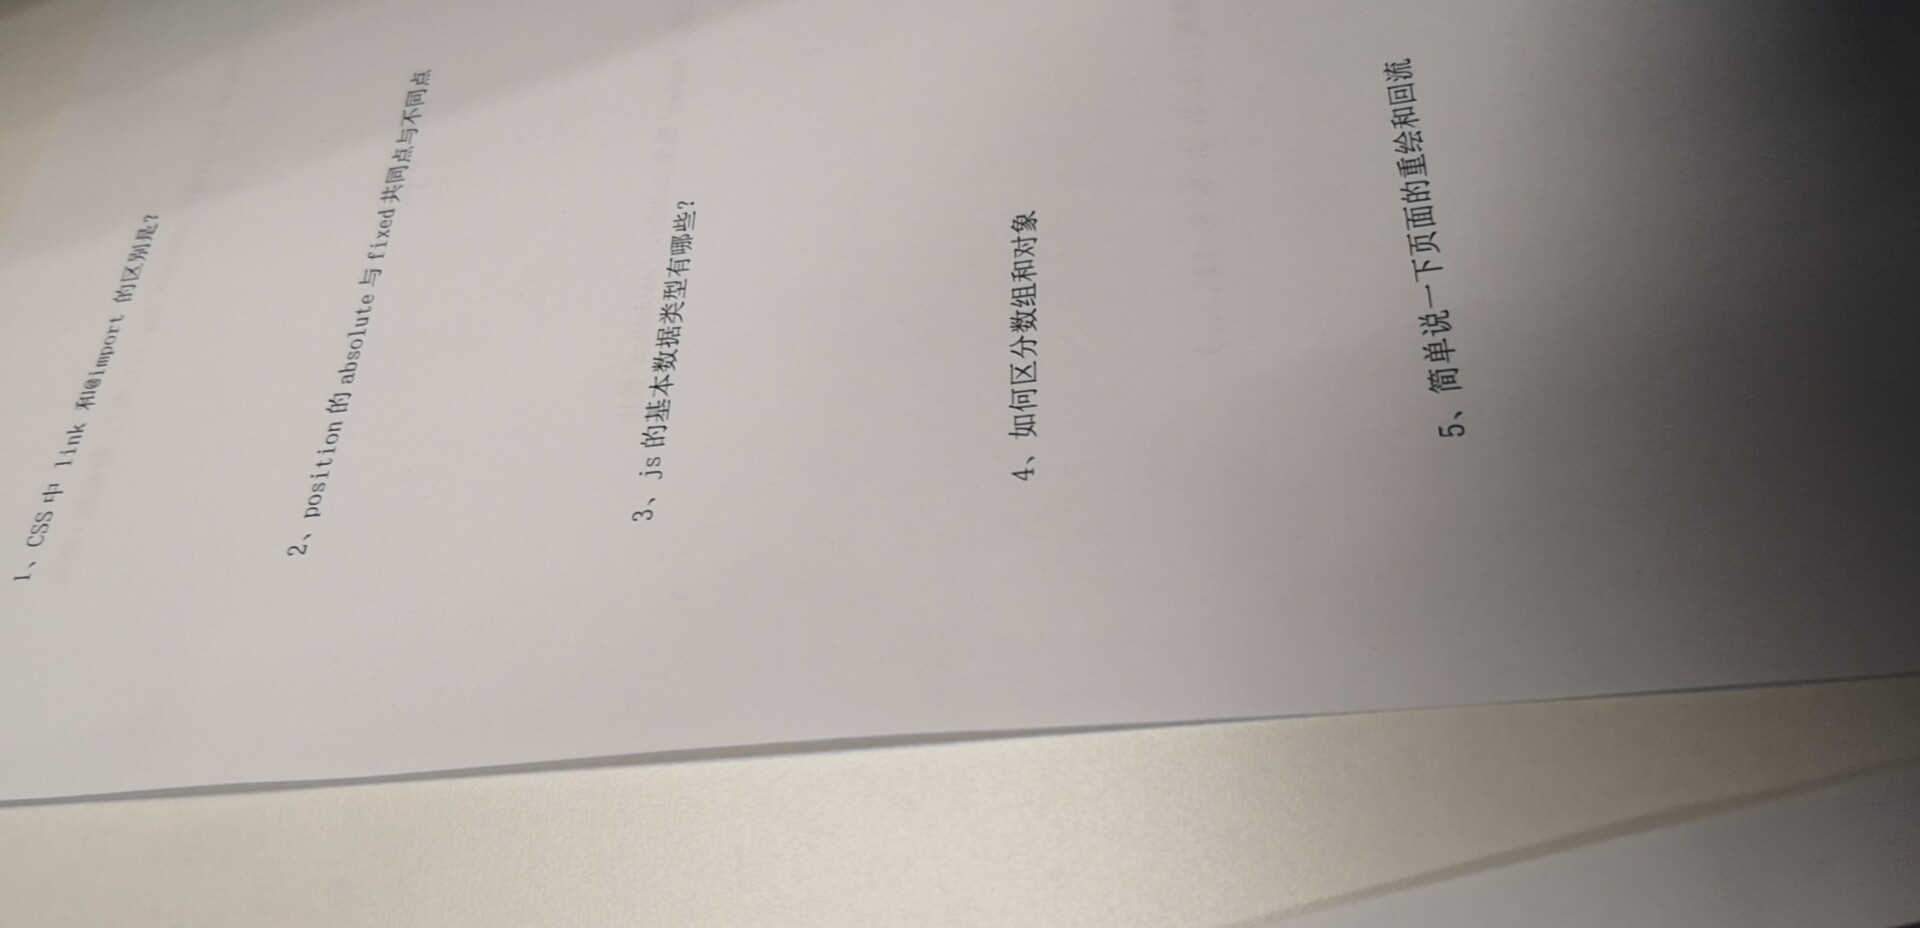 1、CSS 中 link 和@import 的区别是？
2、position 的 absolute 与 fixed 共同点与不同点
3、js 的基本数据类型有哪些？
4、如何区分数组和对象
5、简单说一下页面的重绘和回流